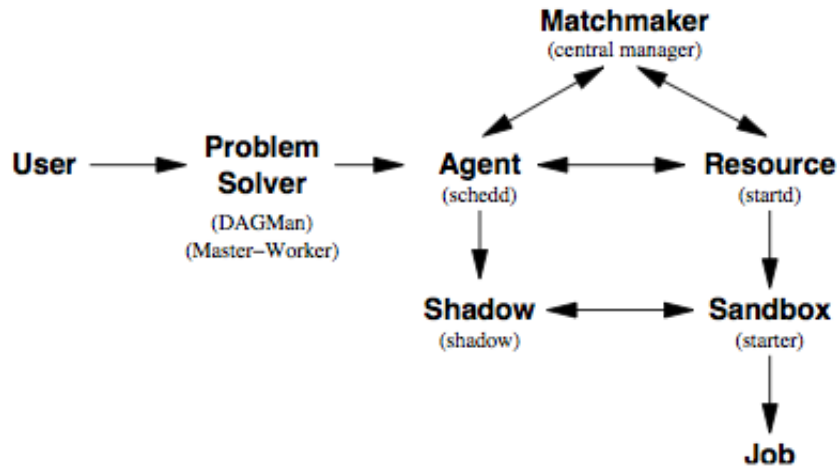 Matchmaker
(central manager)
User
Problem
Solver
(DAGMan)
(Master–Worker)
Agent
(schedd)
Resource
(startd)
Shadow
(shadow)
Sandbox
(starter)
Job